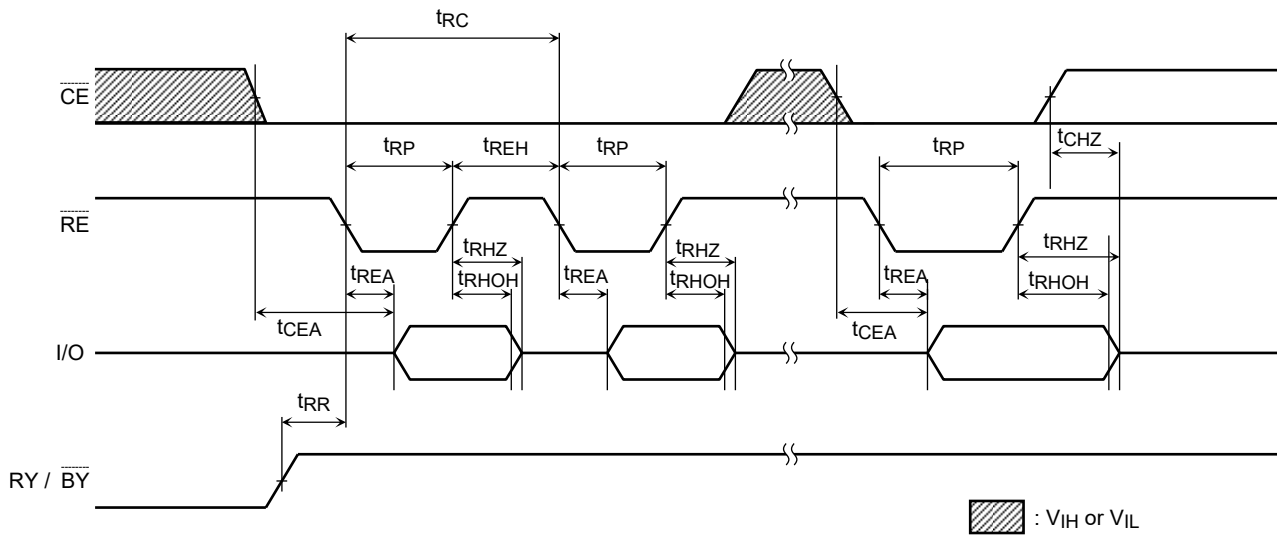 tRC
CE
tRP
tREH
tRP
tRP
tCHZ
RE
tREA
tRHZ
tRHOH
tREA
tRHZ
tRHOH
tREA
tRHZ
tRHOH
tCEA
tCEA
I/O
tRR
RY / BY
: VIH or VIL